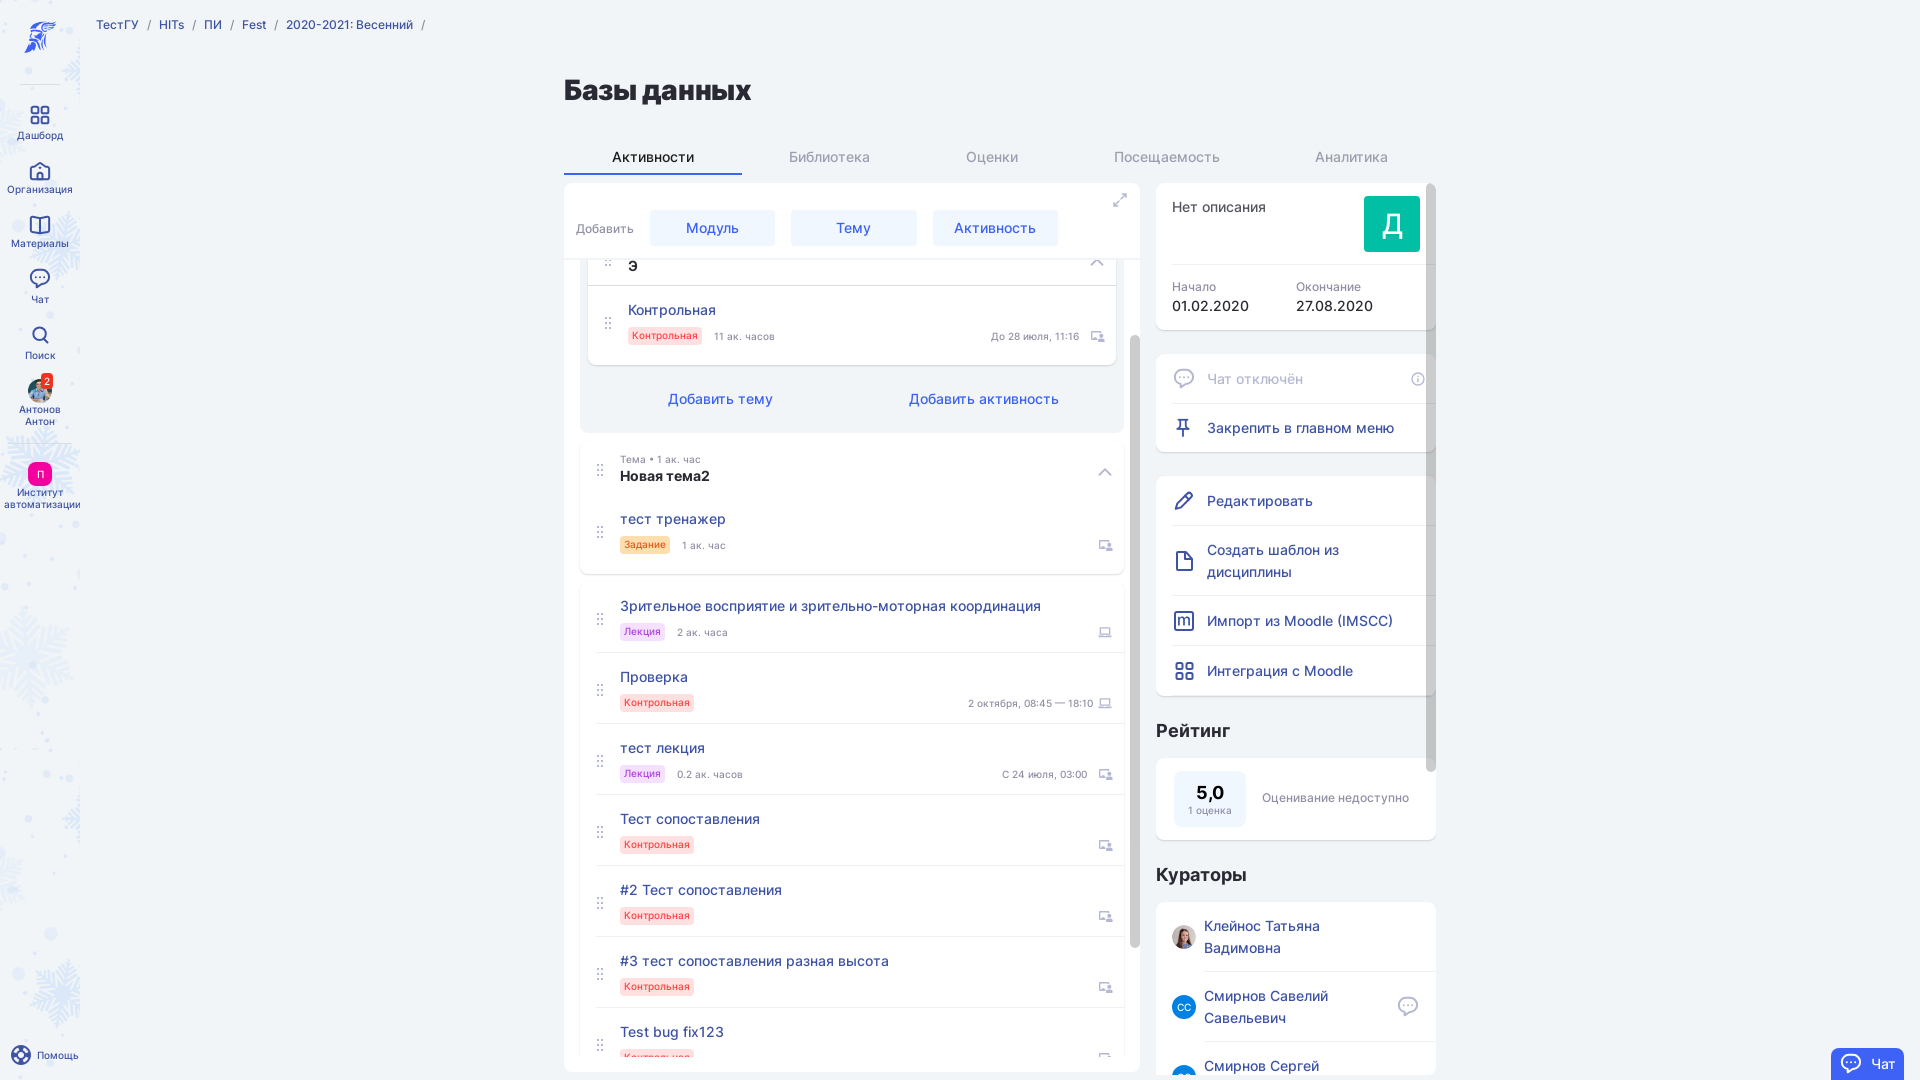 ТестГУ / HITs / ПИ / Fest / 2020-2021: Весенний /
Дашборд
Организация
Материалы
Чат
Поиск
2
Антонов
Антон
П
Институт
автоматизации
Помощь
Базы данных
Активности
Библиотека
Оценки
Посещаемость
Аналитика
Добавить
Модуль
Тему
Активность
Э
Контрольная
Контрольная 11 ак. часов До 28 июля, 11:16
Добавить тему
Добавить активность
Тема • 1 ак. час
Новая тема2
тест тренажер
Задание 1 ак. час
Зрительное восприятие и зрительно-моторная координация
Лекция 2 ак. часа
Проверка
Контрольная 2 октября, 08:45 — 18:10
тест лекция
Лекция 0.2 ак. часов С 24 июля, 03:00
Тест сопоставления
Контрольная
#2 Тест сопоставления
Контрольная
#3 тест сопоставления разная высота
Контрольная
Test bug fix123
Контрольная
Нет описания
Д
Начало
01.02.2020
Окончание
27.08.2020
Чат отключён
Закрепить в главном меню
Редактировать
Создать шаблон из
дисциплины
Импорт из Moodle (IMSCC)
Интеграция с Moodle
Рейтинг
5,0
1 оценка
Оценивание недоступно
Кураторы
Клейнос Татьяна
Вадимовна
СС
Смирнов Савелий
Савельевич
Смирнов Сергей
Чат